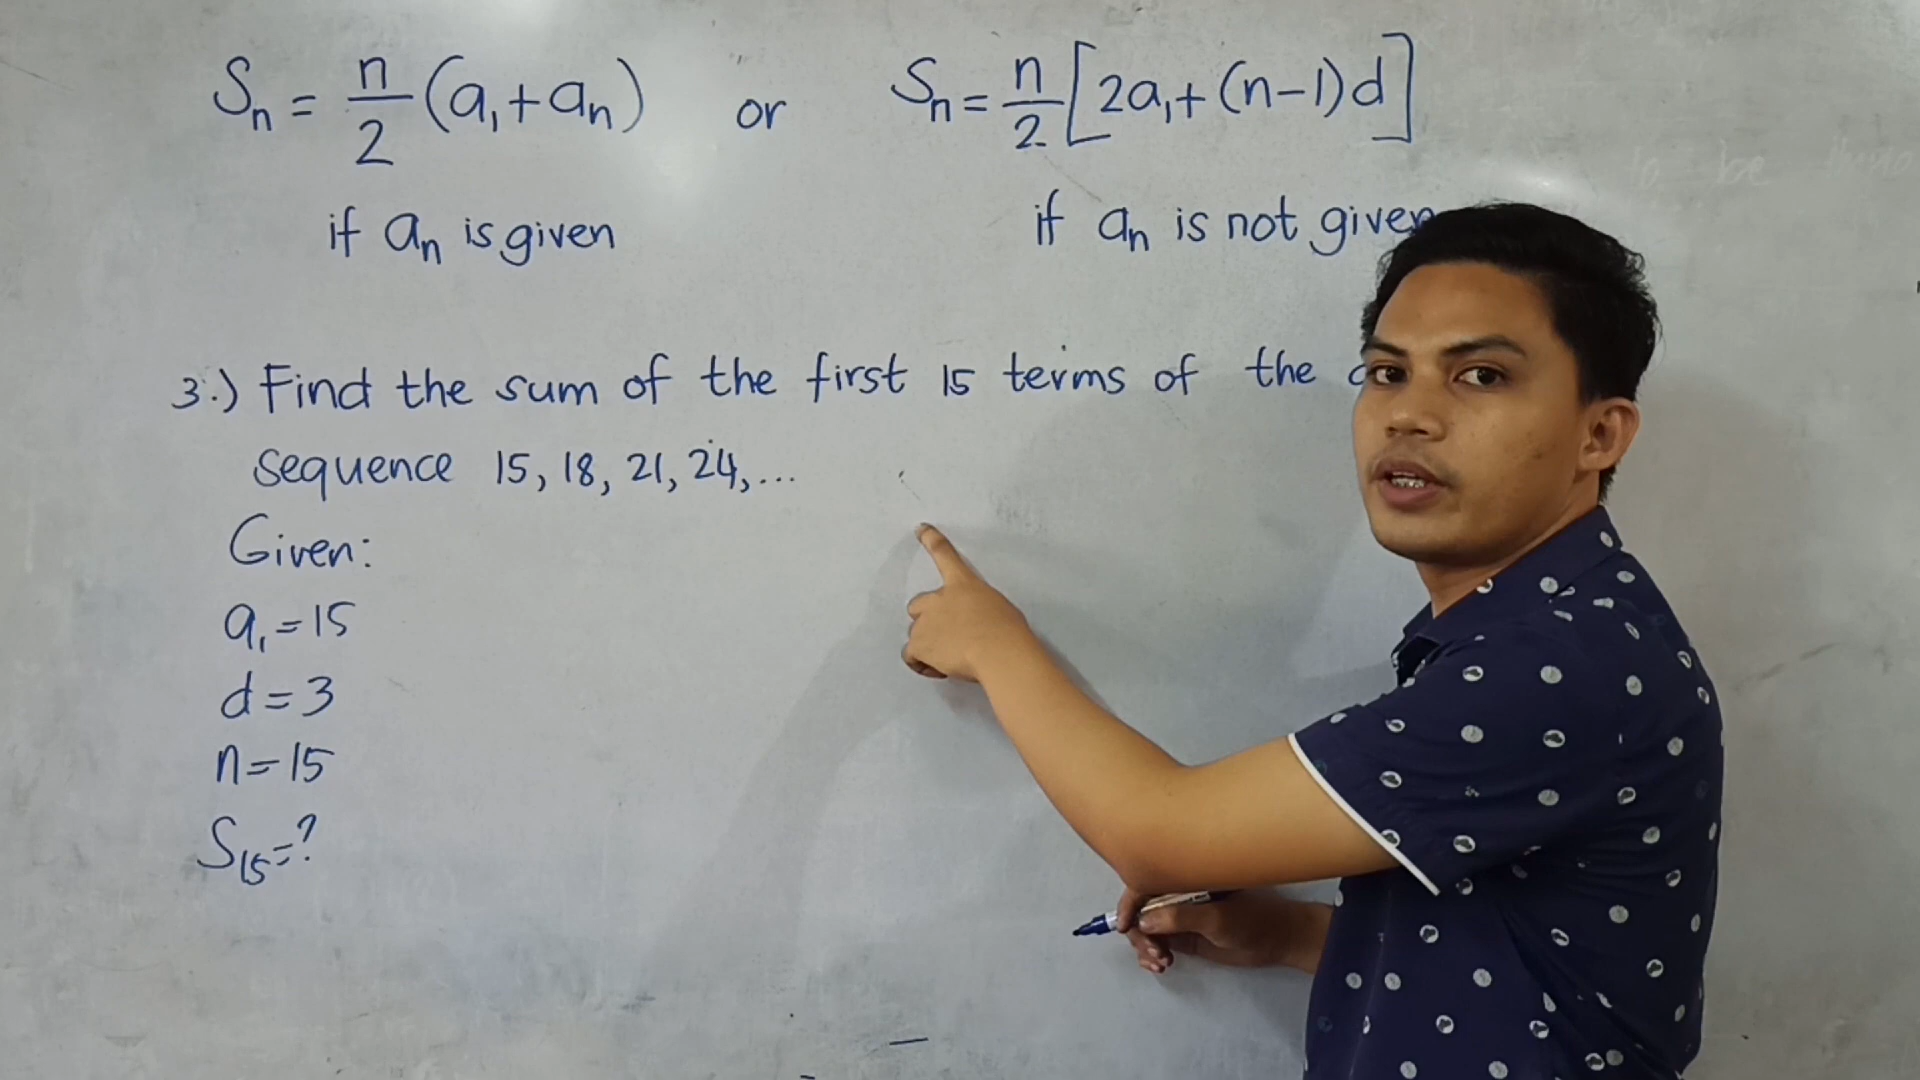 Sn = n/2 (a₁ + an) or Sn = n/2 [2a₁ + (n-1)d]
if an is given if an is not given
3.) Find the sum of the first 15 terms of the
sequence 15, 18, 21, 24, ...
Given:
a₁ = 15
d = 3
n = 15
S₁₅ = ?